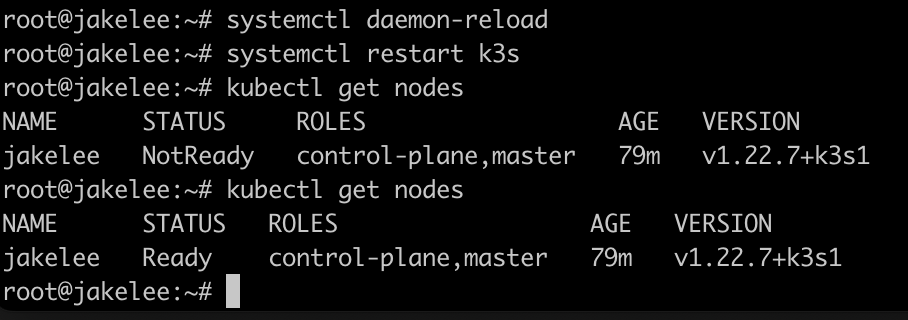 root@jakelee:~# systemctl daemon-reload
root@jakelee:~# systemctl restart k3s
root@jakelee:~# kubectl get nodes
NAME      STATUS     ROLES                  AGE   VERSION
jakelee   NotReady   control-plane,master   79m   v1.22.7+k3s1
root@jakelee:~# kubectl get nodes
NAME      STATUS   ROLES                  AGE   VERSION
jakelee   Ready    control-plane,master   79m   v1.22.7+k3s1
root@jakelee:~#